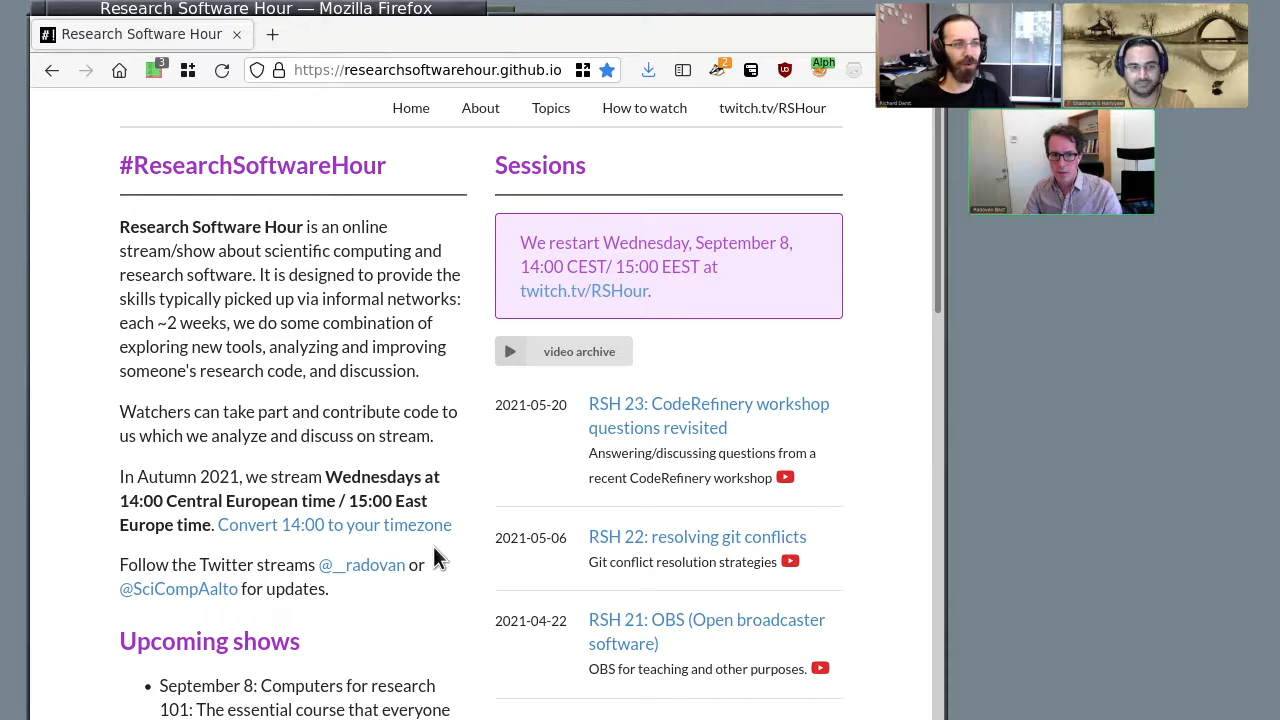 Research Software Hour — Mozilla Firefox
#! Research Software Hour
3
https://researchsoftwarehour.github.io
2
Alph
Home About Topics How to watch twitch.tv/RSHour
#ResearchSoftwareHour
Research Software Hour is an online
stream/show about scientific computing and
research software. It is designed to provide the
skills typically picked up via informal networks:
each ~2 weeks, we do some combination of
exploring new tools, analyzing and improving
someone's research code, and discussion.
Watchers can take part and contribute code to
us which we analyze and discuss on stream.
In Autumn 2021, we stream Wednesdays at
14:00 Central European time / 15:00 East
Europe time. Convert 14:00 to your timezone
Follow the Twitter streams @__radovan or
@SciCompAalto for updates.
Upcoming shows
• September 8: Computers for research
101: The essential course that everyone
Sessions
We restart Wednesday, September 8,
14:00 CEST/ 15:00 EEST at
twitch.tv/RSHour.
video archive
2021-05-20 RSH 23: CodeRefinery workshop
questions revisited
Answering/discussing questions from a
recent CodeRefinery workshop
2021-05-06 RSH 22: resolving git conflicts
Git conflict resolution strategies
2021-04-22 RSH 21: OBS (Open broadcaster
software)
OBS for teaching and other purposes.
Richard Darst
Radovan Bast